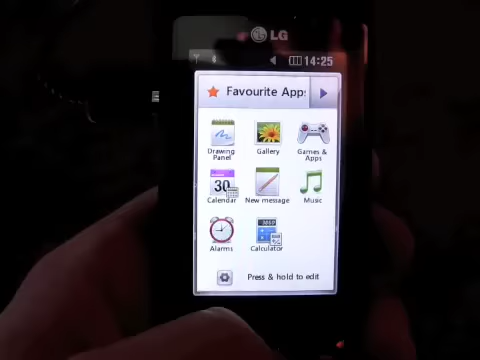 LG
14:25
Favourite Apps
Drawing Panel
Gallery
Games & Apps
30
Calendar
New message
Music
Alarms
Calculator
Press & hold to edit